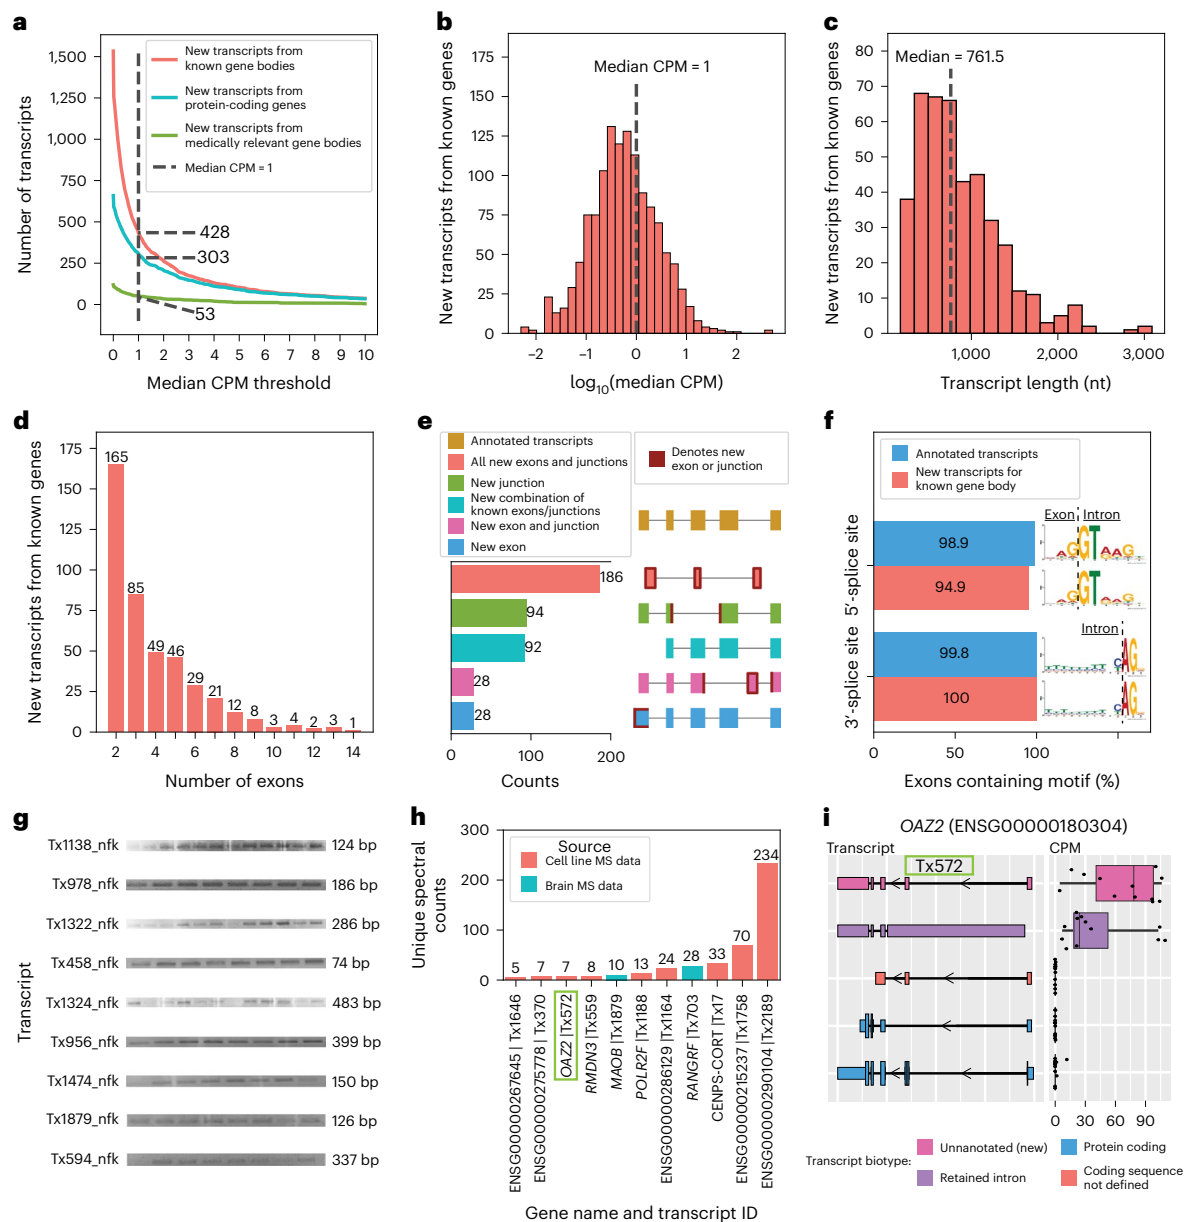 a
Number of transcripts
1,500
1,250
1,000
750
500
250
0
New transcripts from
known gene bodies
New transcripts from
protein-coding genes
New transcripts from
medically relevant gene bodies
Median CPM = 1
428
303
53
0 1 2 3 4 5 6 7 8 9 10
Median CPM threshold
b
New transcripts from known genes
175
150
125
100
75
50
25
0
Median CPM = 1
−2 −1 0 1 2
log10(median CPM)
c
New transcripts from known genes
80
70
60
50
40
30
20
10
0
Median = 761.5
1,000 2,000 3,000
Transcript length (nt)
d
New transcripts from known genes
175
150
125
100
75
50
25
0
165
85
49
46
29
21
12
8
3
4
2
3
1
2 4 6 8 10 12 14
Number of exons
e
Annotated transcripts
All new exons and junctions
New junction
New combination of
known exons/junctions
New exon and junction
New exon
Denotes new
exon or junction
186
94
92
28
28
0 100 200
Counts
f
Annotated transcripts
New transcripts for
known gene body
3′-splice site 5′-splice site
98.9
94.9
99.8
100
Exon Intron
Intron
0 50 100
Exons containing motif (%)
g
Transcript
Tx1138_nfk 124 bp
Tx978_nfk 186 bp
Tx1322_nfk 286 bp
Tx458_nfk 74 bp
Tx1324_nfk 483 bp
Tx956_nfk 399 bp
Tx1474_nfk 150 bp
Tx1879_nfk 126 bp
Tx594_nfk 337 bp
h
Unique spectral
counts
300
200
100
0
Source
Cell line MS data
Brain MS data
5 7 7 8 10 13 24 28 33 70 234
ENSG00000267645 | Tx1646
ENSG00000275778 | Tx370
OAZ2 |Tx572
RMDN3 |Tx559
MAOB |Tx1879
POLR2F |Tx1188
ENSG00000286129 |Tx1164
RANGRF |Tx703
CENPS-CORT |Tx17
ENSG00000215237 |Tx1758
ENSG00000290104 |Tx2189
Gene name and transcript ID
i
OAZ2 (ENSG00000180304)
Transcript CPM
Tx572
0 30 60 90
Transcript biotype:
Unnanotated (new)
Protein coding
Retained intron
Coding sequence
not defined